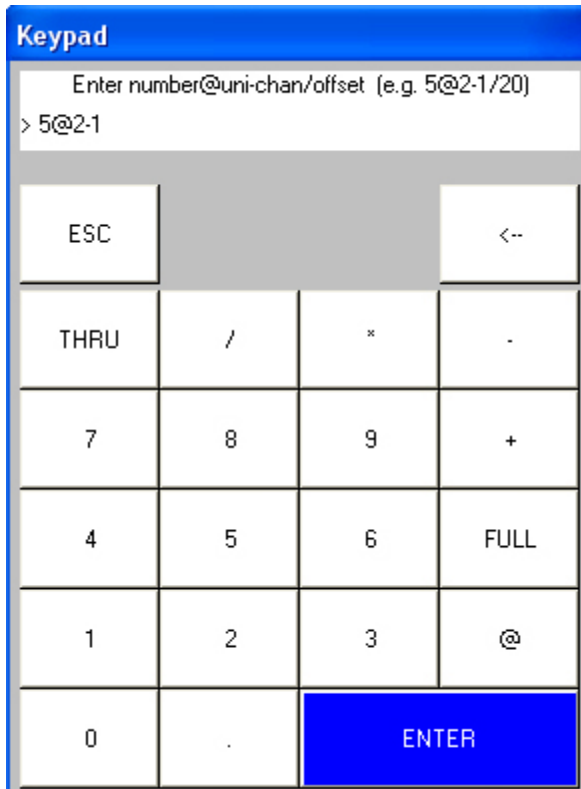 Keypad
Enter number@uni-chan/offset (e.g. 5@2-1/20)
> 5@2-1
ESC <--
THRU / * -
7 8 9 +
4 5 6 FULL
1 2 3 @
0 . ENTER